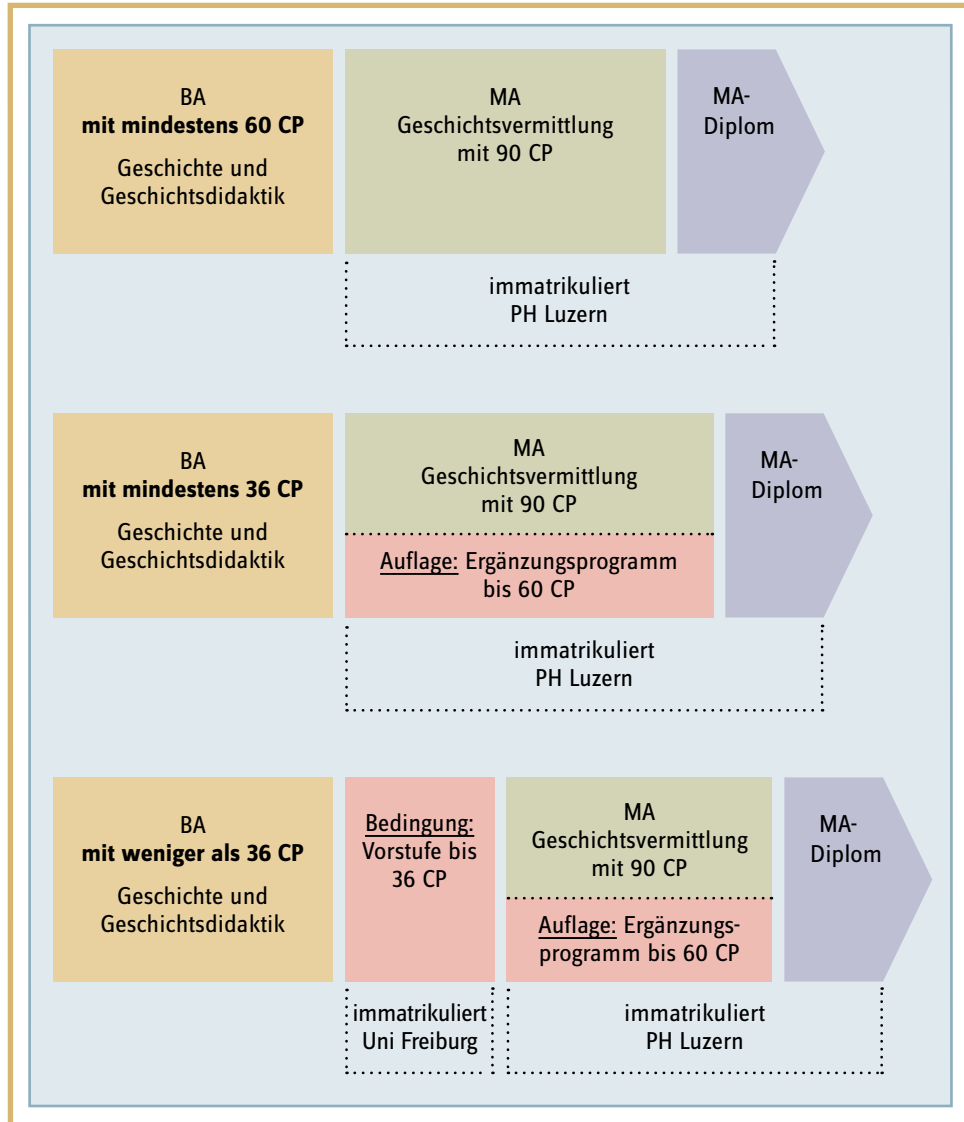 BA
mit mindestens 60 CP
Geschichte und
Geschichtsdidaktik
MA
Geschichtsvermittlung
mit 90 CP
MA-
Diplom
immatrikuliert
PH Luzern
BA
mit mindestens 36 CP
Geschichte und
Geschichtsdidaktik
MA
Geschichtsvermittlung
mit 90 CP
Auflage: Ergänzungsprogramm
bis 60 CP
MA-
Diplom
immatrikuliert
PH Luzern
BA
mit weniger als 36 CP
Geschichte und
Geschichtsdidaktik
Bedingung:
Vorstufe bis
36 CP
MA
Geschichtsvermittlung
mit 90 CP
Auflage: Ergänzungs-
programm bis 60 CP
MA-
Diplom
immatrikuliert
Uni Freiburg
immatrikuliert
PH Luzern